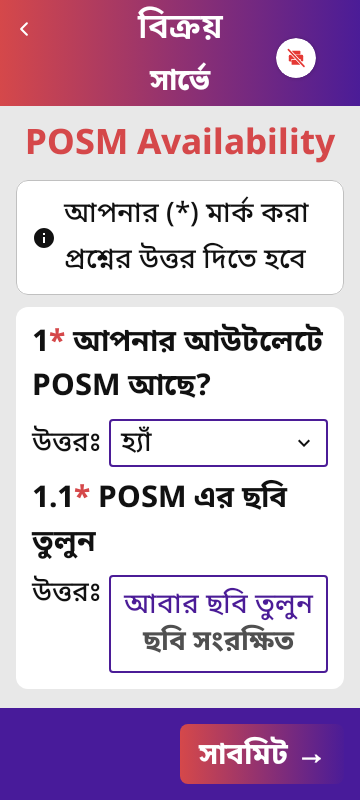 বিক্রয়
সার্ভে
POSM Availability
আপনার (*) মার্ক করা
প্রশ্নের উত্তর দিতে হবে
1* আপনার আউটলেটে
POSM আছে?
উত্তরঃ হ্যাঁ
1.1* POSM এর ছবি
তুলুন
উত্তরঃ আবার ছবি তুলুন
ছবি সংরক্ষিত
সাবমিট →